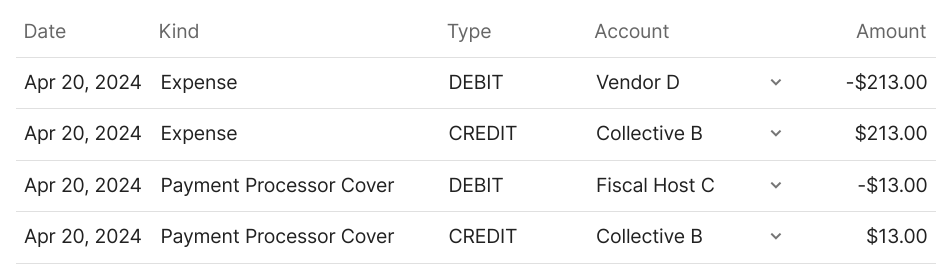 Date Kind Type Account Amount
Apr 20, 2024 Expense DEBIT Vendor D -$213.00
Apr 20, 2024 Expense CREDIT Collective B $213.00
Apr 20, 2024 Payment Processor Cover DEBIT Fiscal Host C -$13.00
Apr 20, 2024 Payment Processor Cover CREDIT Collective B $13.00